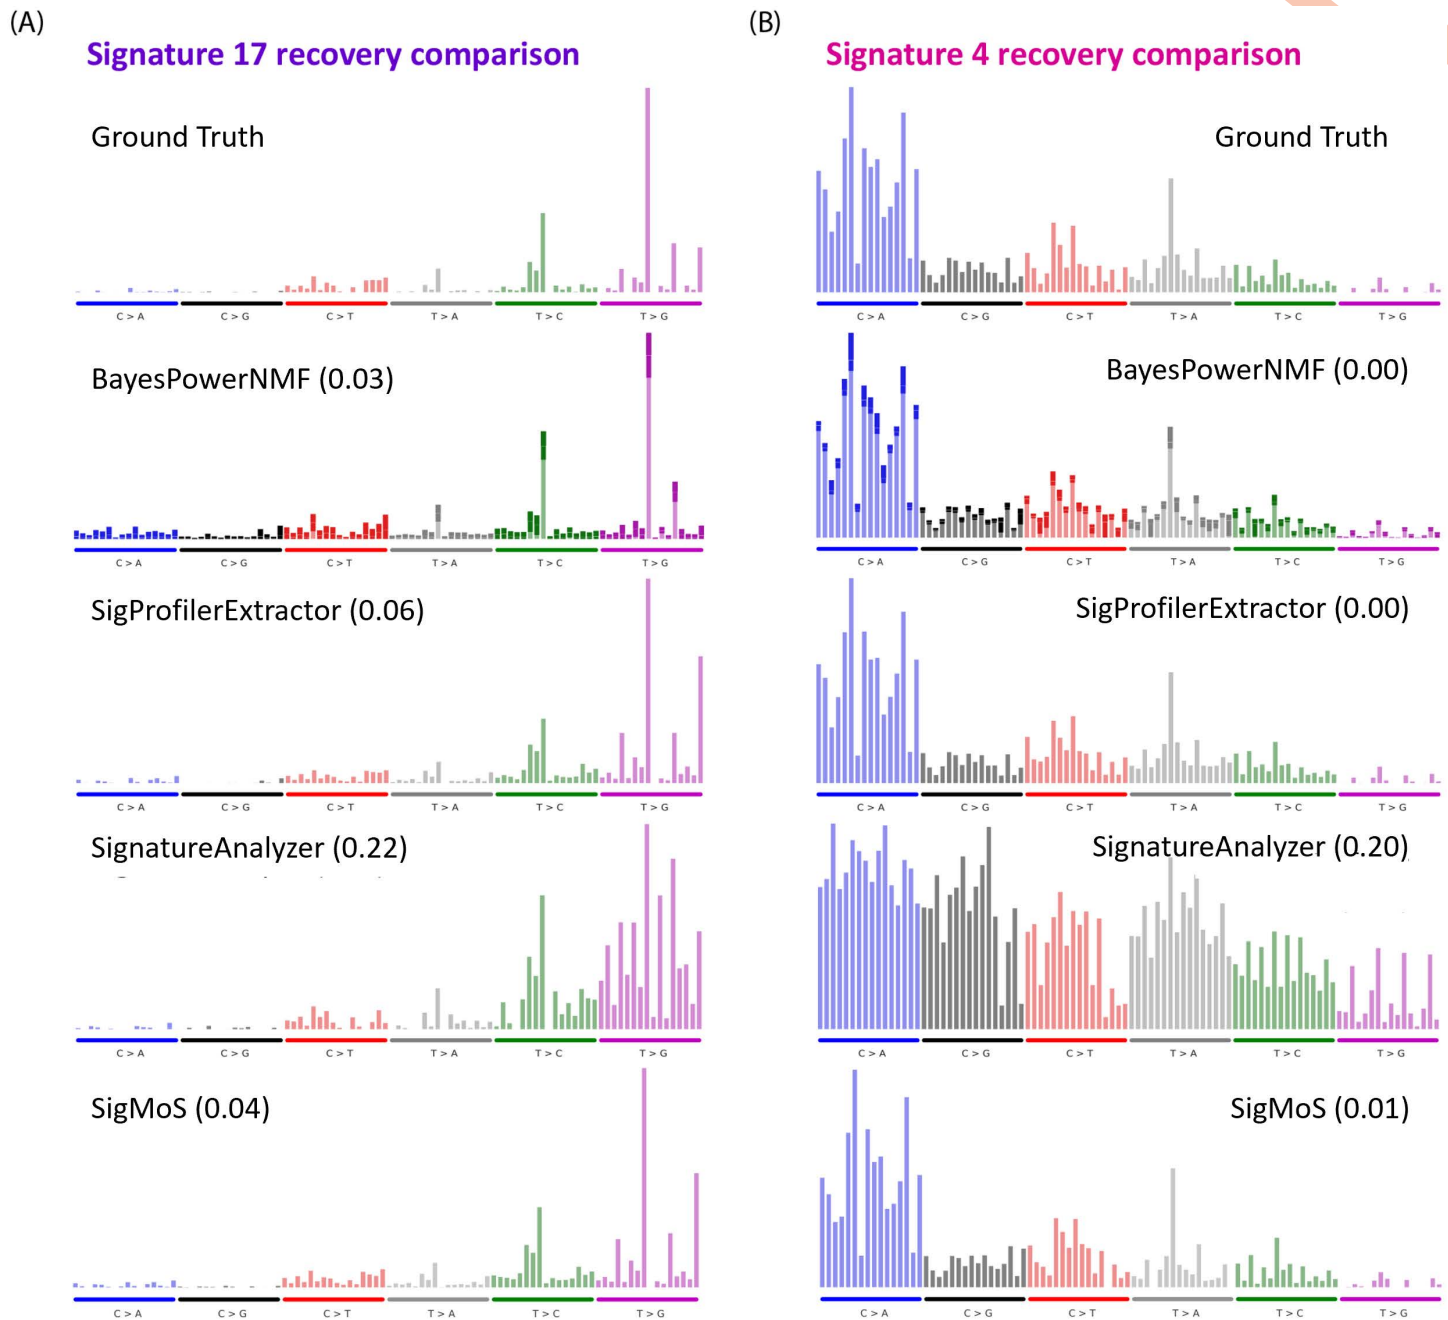 (A)
Signature 17 recovery comparison
Ground Truth
C > A C > G C > T T > A T > C T > G
BayesPowerNMF (0.03)
C > A C > G C > T T > A T > C T > G
SigProfilerExtractor (0.06)
C > A C > G C > T T > A T > C T > G
SignatureAnalyzer (0.22)
C > A C > G C > T T > A T > C T > G
SigMoS (0.04)
C > A C > G C > T T > A T > C T > G
(B)
Signature 4 recovery comparison
Ground Truth
C > A C > G C > T T > A T > C T > G
BayesPowerNMF (0.00)
C > A C > G C > T T > A T > C T > G
SigProfilerExtractor (0.00)
C > A C > G C > T T > A T > C T > G
SignatureAnalyzer (0.20)
C > A C > G C > T T > A T > C T > G
SigMoS (0.01)
C > A C > G C > T T > A T > C T > G